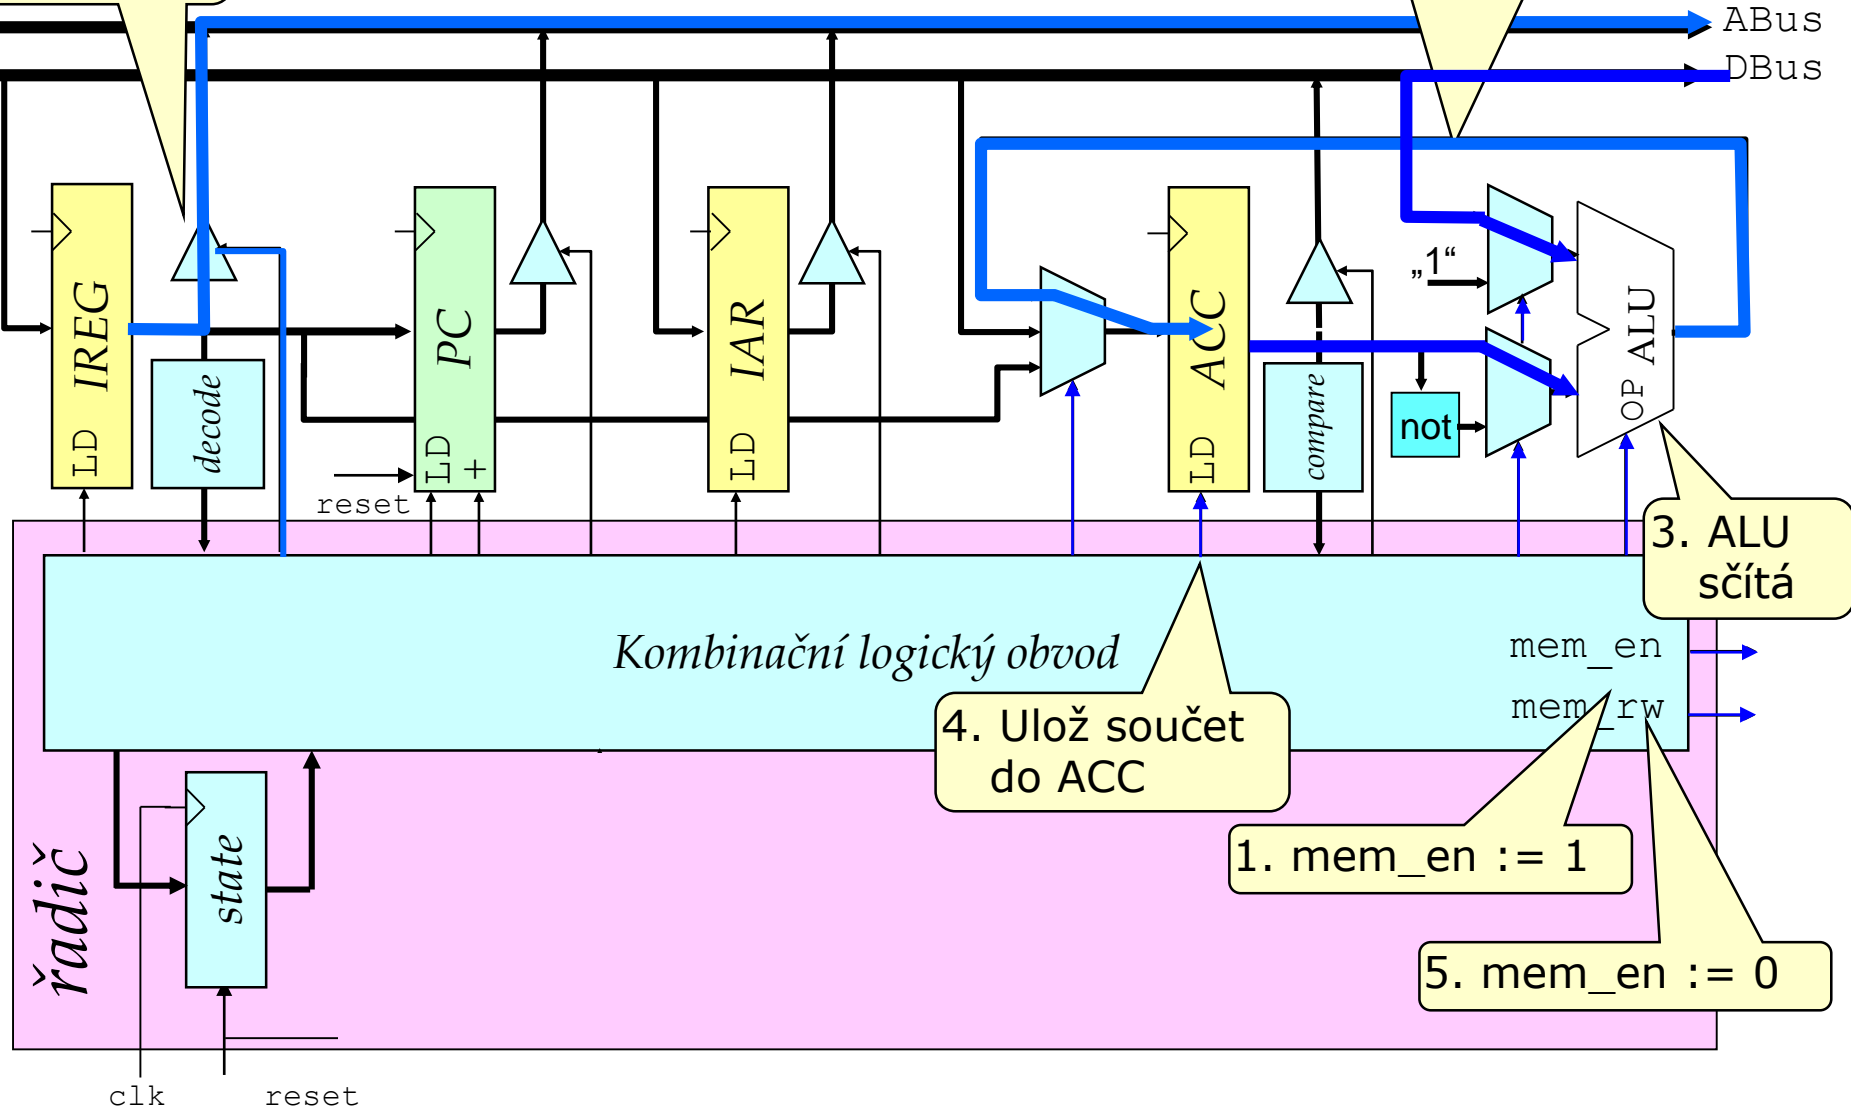 ABus
DBus
„1“
IREG
LD
decode
PC
LD
+
reset
IAR
LD
ACC
LD
compare
not
ALU
OP
3. ALU
sčítá
Kombinační logický obvod
mem_en
mem_rw
4. Ulož součet
do ACC
1. mem_en := 1
5. mem_en := 0
řadič
state
clk
reset